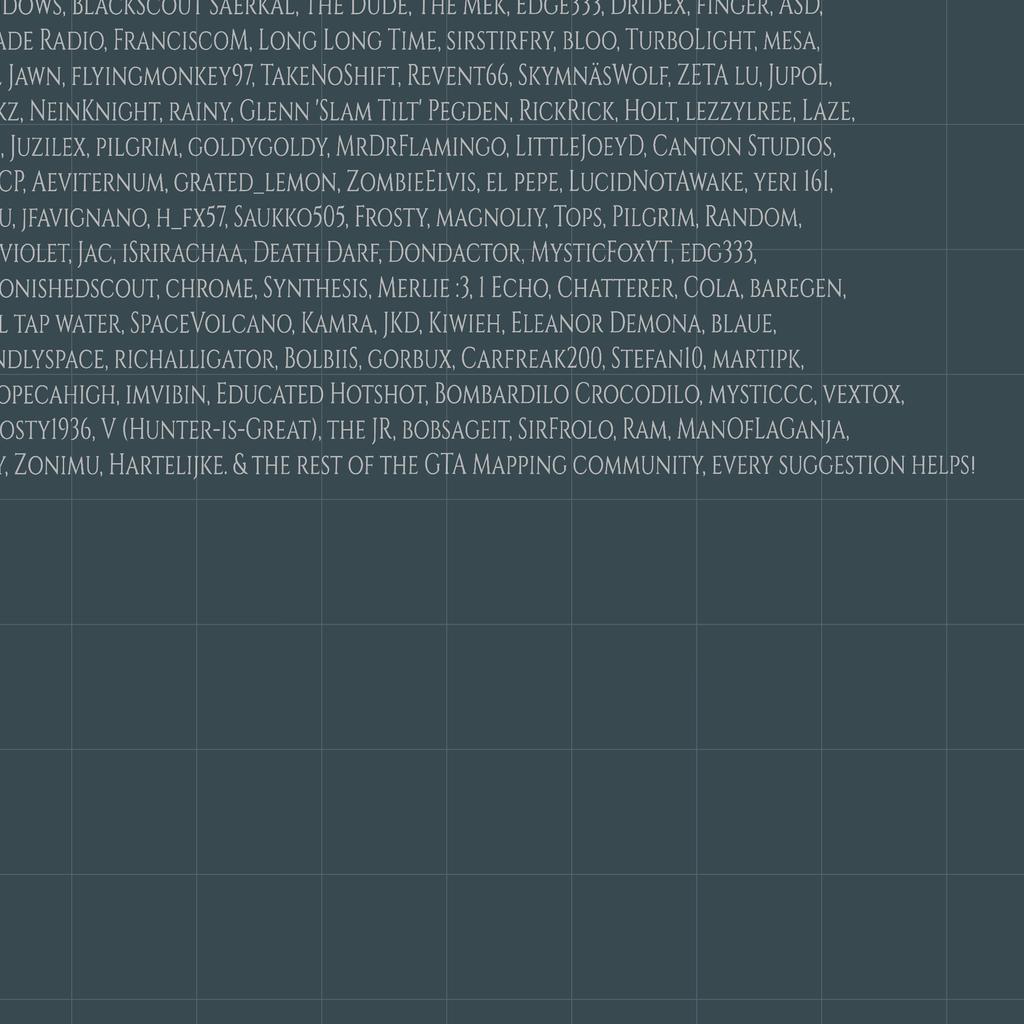 DOWS, BLACKSCOUT SAERKAL, THE DUDE, THE MEK, EDGE333, DRIDEX, FINGER, ASD,
ADE RADIO, FRANCISCOM, LONG LONG TIME, SIRSTIRFRY, BLOO, TURBOLIGHT, MESA,
, JAWN, FLYINGMONKEY97, TAKENOSHIFT, REVENT66, SKYMNÄSWOLF, ZETA LU, JUPOL,
KZ, NEINKNIGHT, RAINY, GLENN 'SLAM TILT' PEGDEN, RICKRICK, HOLT, LEZZYLREE, LAZE,
, JUZILEX, PILGRIM, GOLDYGOLDY, MRDRFLAMINGO, LITTLEJOEYD, CANTON STUDIOS,
CP, AEVITERNUM, GRATED_LEMON, ZOMBIEELVIS, EL PEPE, LUCIDNOTAWAKE, YERI 161,
U, JFAVIGNANO, H_FX57, SAUKKO505, FROSTY, MAGNOLIY, TOPS, PILGRIM, RANDOM,
VIOLET, JAC, ISRIRACHAA, DEATH DARF, DONDACTOR, MYSTICFOXYT, EDG333,
ONISHEDSCOUT, CHROME, SYNTHESIS, MERLIE :3, 1 ECHO, CHATTERER, COLA, BAREGEN,
L TAP WATER, SPACEVOLCANO, KAMRA, JKD, KIWIEH, ELEANOR DEMONA, BLAUE,
NDLYSPACE, RICHALLIGATOR, BOLBIIS, GORBUX, CARFREAK200, STEFAN10, MARTIPK,
OPECAHIGH, IMVIBIN, EDUCATED HOTSHOT, BOMBARDILO CROCODILO, MYSTICCC, VEXTOX,
OSTY1936, V (HUNTER-IS-GREAT), THE JR, BOBSAGEIT, SIRFROLO, RAM, MANOFLAGANJA,
Y, ZONIMU, HARTELIJKE. & THE REST OF THE GTA MAPPING COMMUNITY, EVERY SUGGESTION HELPS!